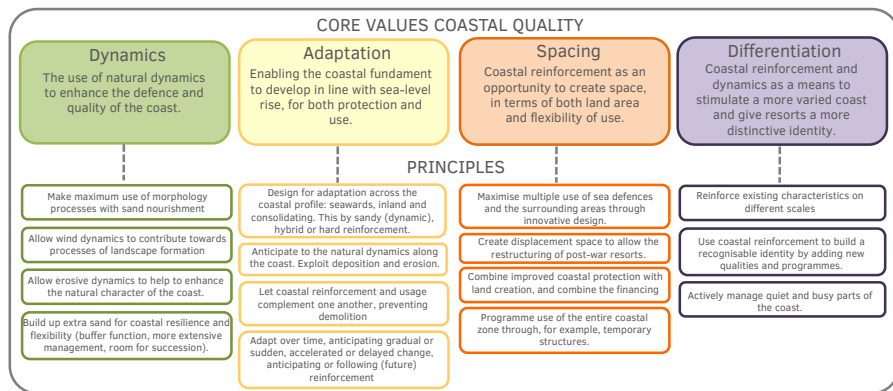 CORE VALUES COASTAL QUALITY
Dynamics
The use of natural dynamics
to enhance the defence and
quality of the coast.
Adaptation
Enabling the coastal fundament
to develop in line with sea-level
rise, for both protection and
use.
Spacing
Coastal reinforcement as an
opportunity to create space,
in terms of both land area
and flexibility of use.
Differentiation
Coastal reinforcement and
dynamics as a means to
stimulate a more varied coast
and give resorts a more
distinctive identity.
PRINCIPLES
Make maximum use of morphology
processes with sand nourishment
Allow wind dynamics to contribute towards
processes of landscape formation
Allow erosive dynamics to help to enhance
the natural character of the coast.
Build up extra sand for coastal resilience and
flexibility (buffer function, more extensive
management, room for succession).
Design for adaptation across the
coastal profile: seawards, inland and
consolidating. This by sandy (dynamic),
hybrid or hard reinforcement.
Anticipate to the natural dynamics along
the coast. Exploit deposition and erosion.
Let coastal reinforcement and usage
complement one another, preventing
demolition
Adapt over time, anticipating gradual or
sudden, accelerated or delayed change,
anticipating or following (future)
reinforcement
Maximise multiple use of sea defences
and the surrounding areas through
innovative design.
Create displacement space to allow the
restructuring of post-war resorts.
Combine improved coastal protection with
land creation, and combine the financing
Programme use of the entire coastal
zone through, for example, temporary
structures.
Reinforce existing characteristics on
different scales
Use coastal reinforcement to build a
recognisable identity by adding new
qualities and programmes.
Actively manage quiet and busy parts of
the coast.